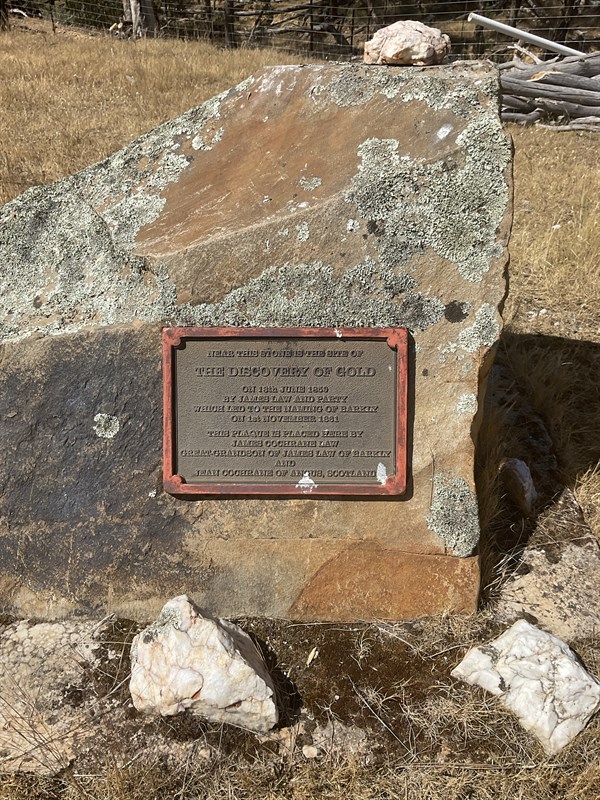 NEAR THIS STONE IS THE SITE OF
THE DISCOVERY OF GOLD
ON 13th JUNE 1859
BY JAMES LAW AND PARTY
WHICH LED TO THE NAMING OF BARKLY
ON 1st NOVEMBER 1861
THIS PLAQUE IS PLACED HERE BY
JAMES COCHRANE LAW
GREAT-GRANDSON OF JAMES LAW OF BARKLY
AND
JEAN COCHRANE OF ANGUS, SCOTLAND